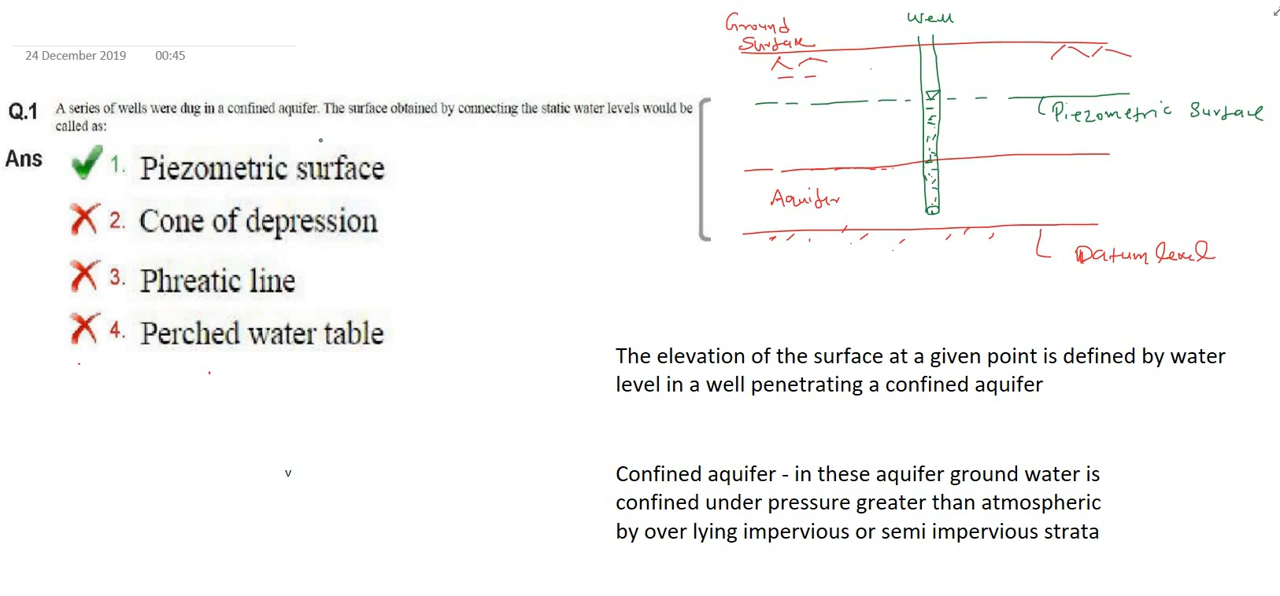 24 December 2019 00:45
Q.1 A series of wells were dug in a confined aquifer. The surface obtained by connecting the static water levels would be
called as:
Ans
1. Piezometric surface
2. Cone of depression
3. Phreatic line
4. Perched water table
v
Ground
Surface
Well
Piezometric Surface
Aquifer
Datum level
The elevation of the surface at a given point is defined by water
level in a well penetrating a confined aquifer
Confined aquifer - in these aquifer ground water is
confined under pressure greater than atmospheric
by over lying impervious or semi impervious strata